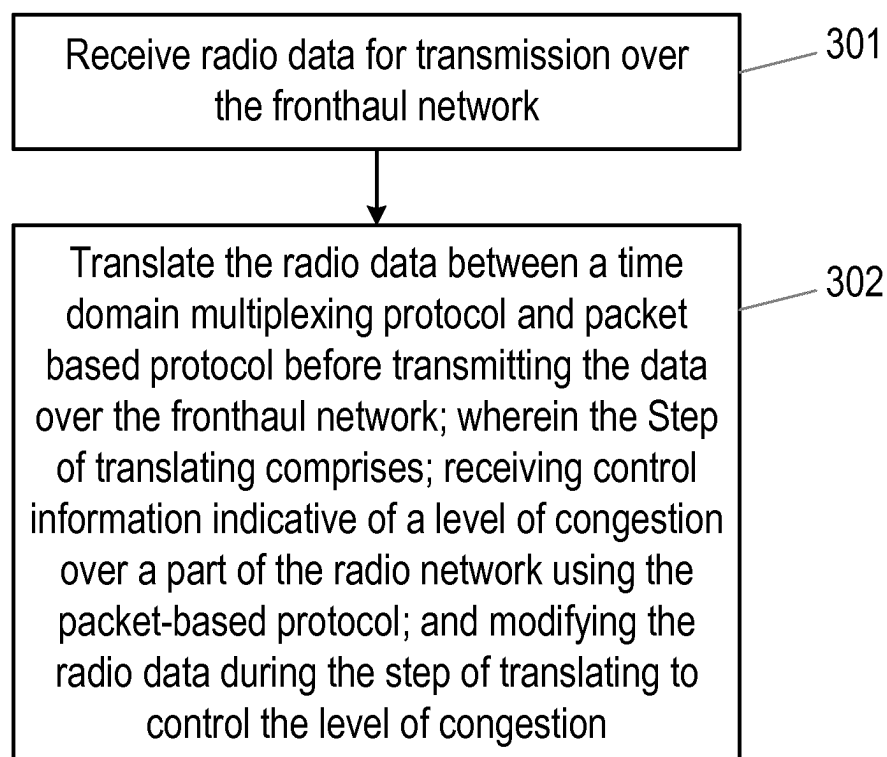 Receive radio data for transmission over
the fronthaul network
301
Translate the radio data between a time
domain multiplexing protocol and packet
based protocol before transmitting the data
over the fronthaul network; wherein the Step
of translating comprises; receiving control
information indicative of a level of congestion
over a part of the radio network using the
packet-based protocol; and modifying the
radio data during the step of translating to
control the level of congestion
302